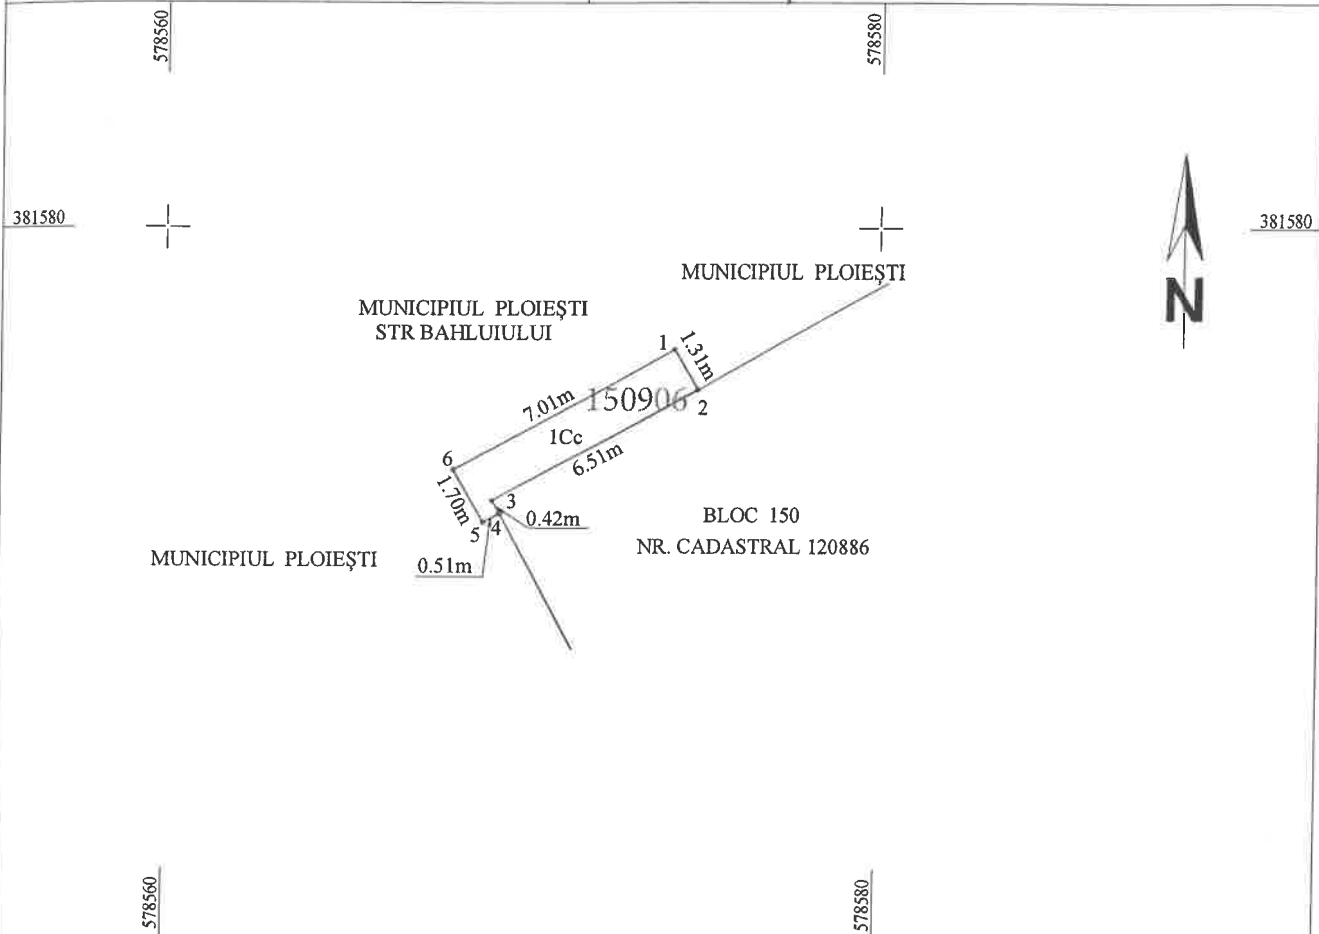 578560
578580
381580
381580
MUNICIPIUL PLOIEŞTI
MUNICIPIUL PLOIEŞTI
STR BAHLUIULUI
N
1
1.31m
7.01m
150906
2
1Cc
6.51m
6
1.70m
3
0.42m
5
4
BLOC 150
NR. CADASTRAL 120886
MUNICIPIUL PLOIEŞTI
0.51m
578560
578580